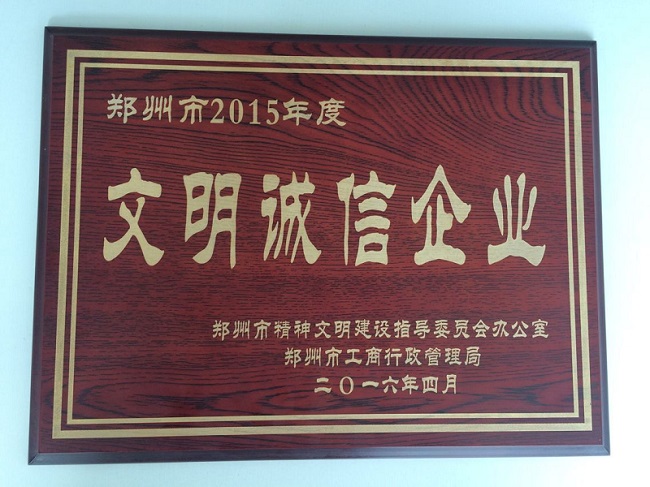 郑州市2015年度
文明诚信企业
郑州市精神文明建设指导委员会办公室
郑州市工商行政管理局
二〇一六年四月